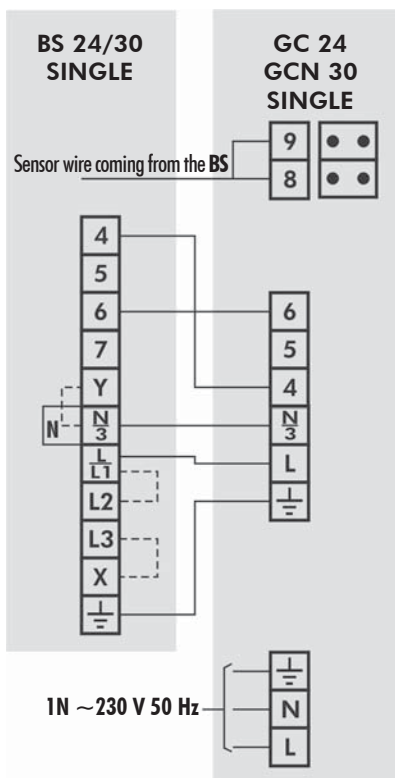 BS 24/30
SINGLE
GC 24
GCN 30
SINGLE
9
8
Sensor wire coming from the BS
4
5
6
7
Y
N
N
3
L
L1
L2
L3
X
6
5
4
N
3
L
1N ~230 V 50 Hz
N
L